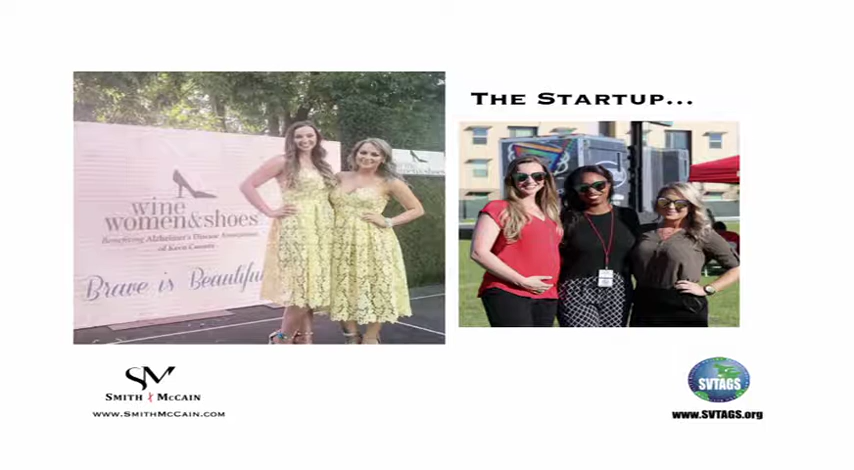 The Startup...
wine
women&shoes
Benefiting Alzheimer's Disease Association
of Kern County
Brave is Beautiful
shoes
SM
Smith McCain
www.SmithMcCain.com
SVTAGS
www.SVTAGS.org